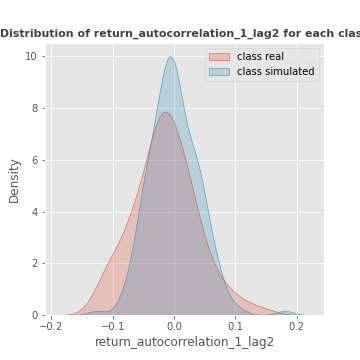 Distribution of return_autocorrelation_1_lag2 for each clas
class real
class simulated
10
8
6
4
2
0
Density
−0.2
−0.1
0.0
0.1
0.2
return_autocorrelation_1_lag2